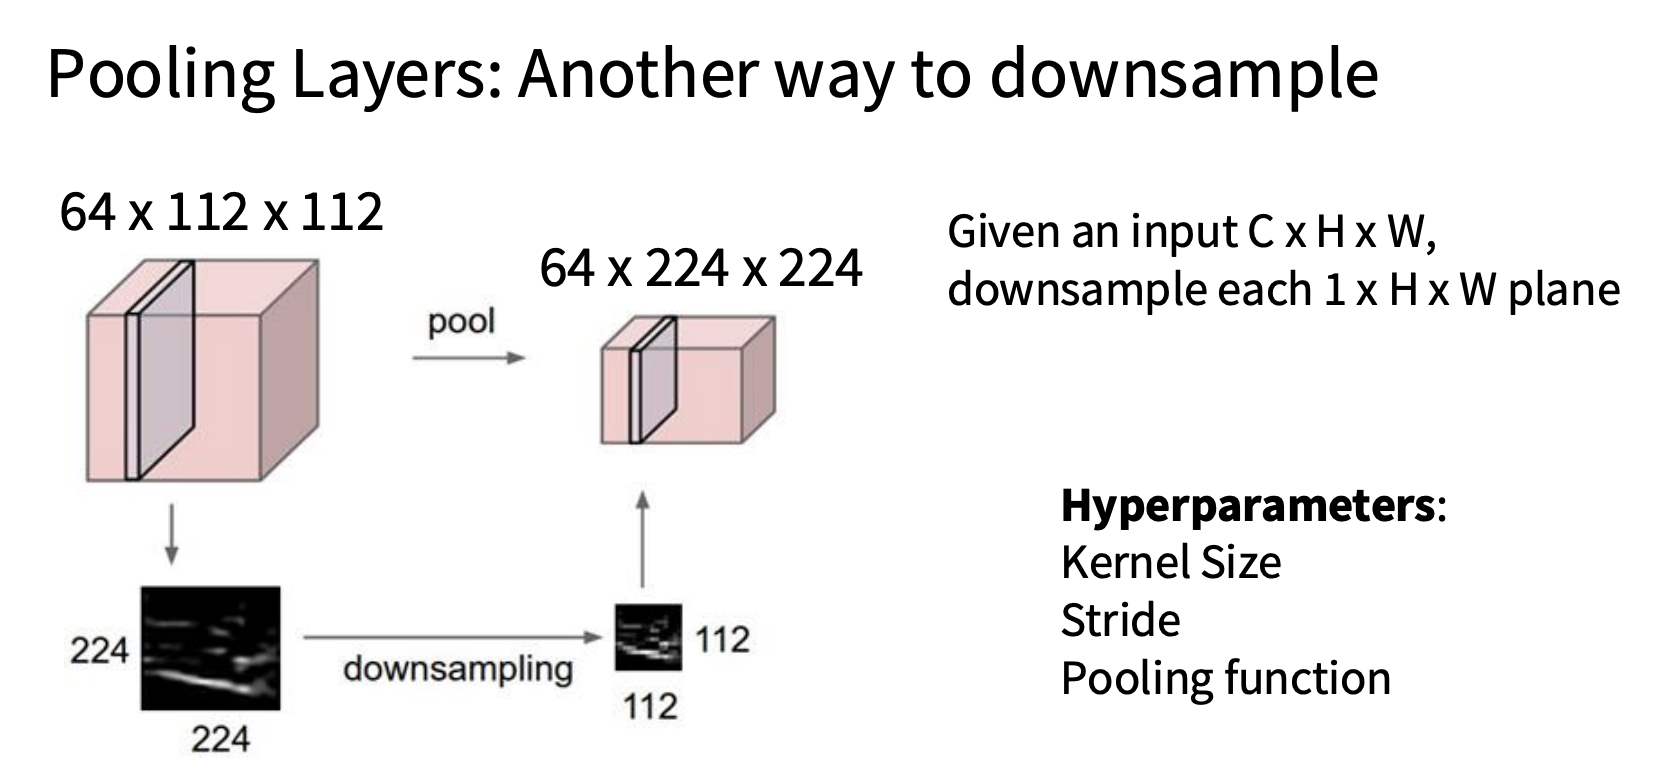 Pooling Layers: Another way to downsample
64 x 112 x 112
64 x 224 x 224
pool
Given an input C x H x W,
downsample each 1 x H x W plane
224
224
downsampling
112
112
Hyperparameters:
Kernel Size
Stride
Pooling function